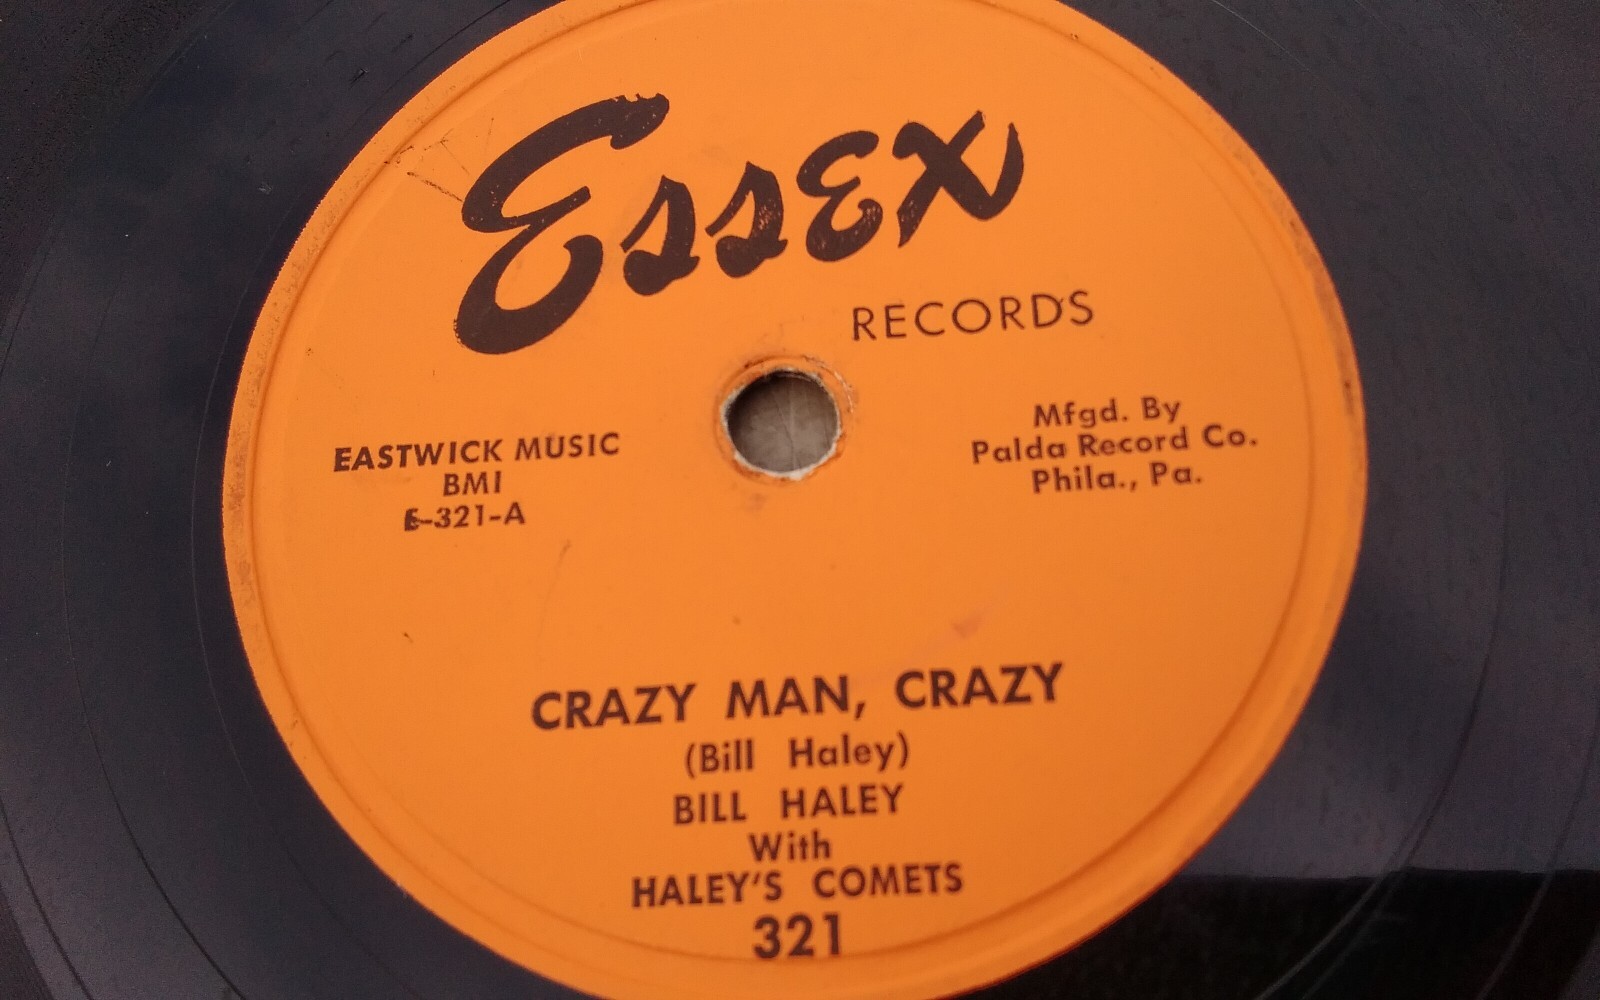 Essex
RECORDS
EASTWICK MUSIC
BMI
E-321-A
Mfgd. By
Palda Record Co.
Phila., Pa.
CRAZY MAN, CRAZY
(Bill Haley)
BILL HALEY
With
HALEY'S COMETS
321